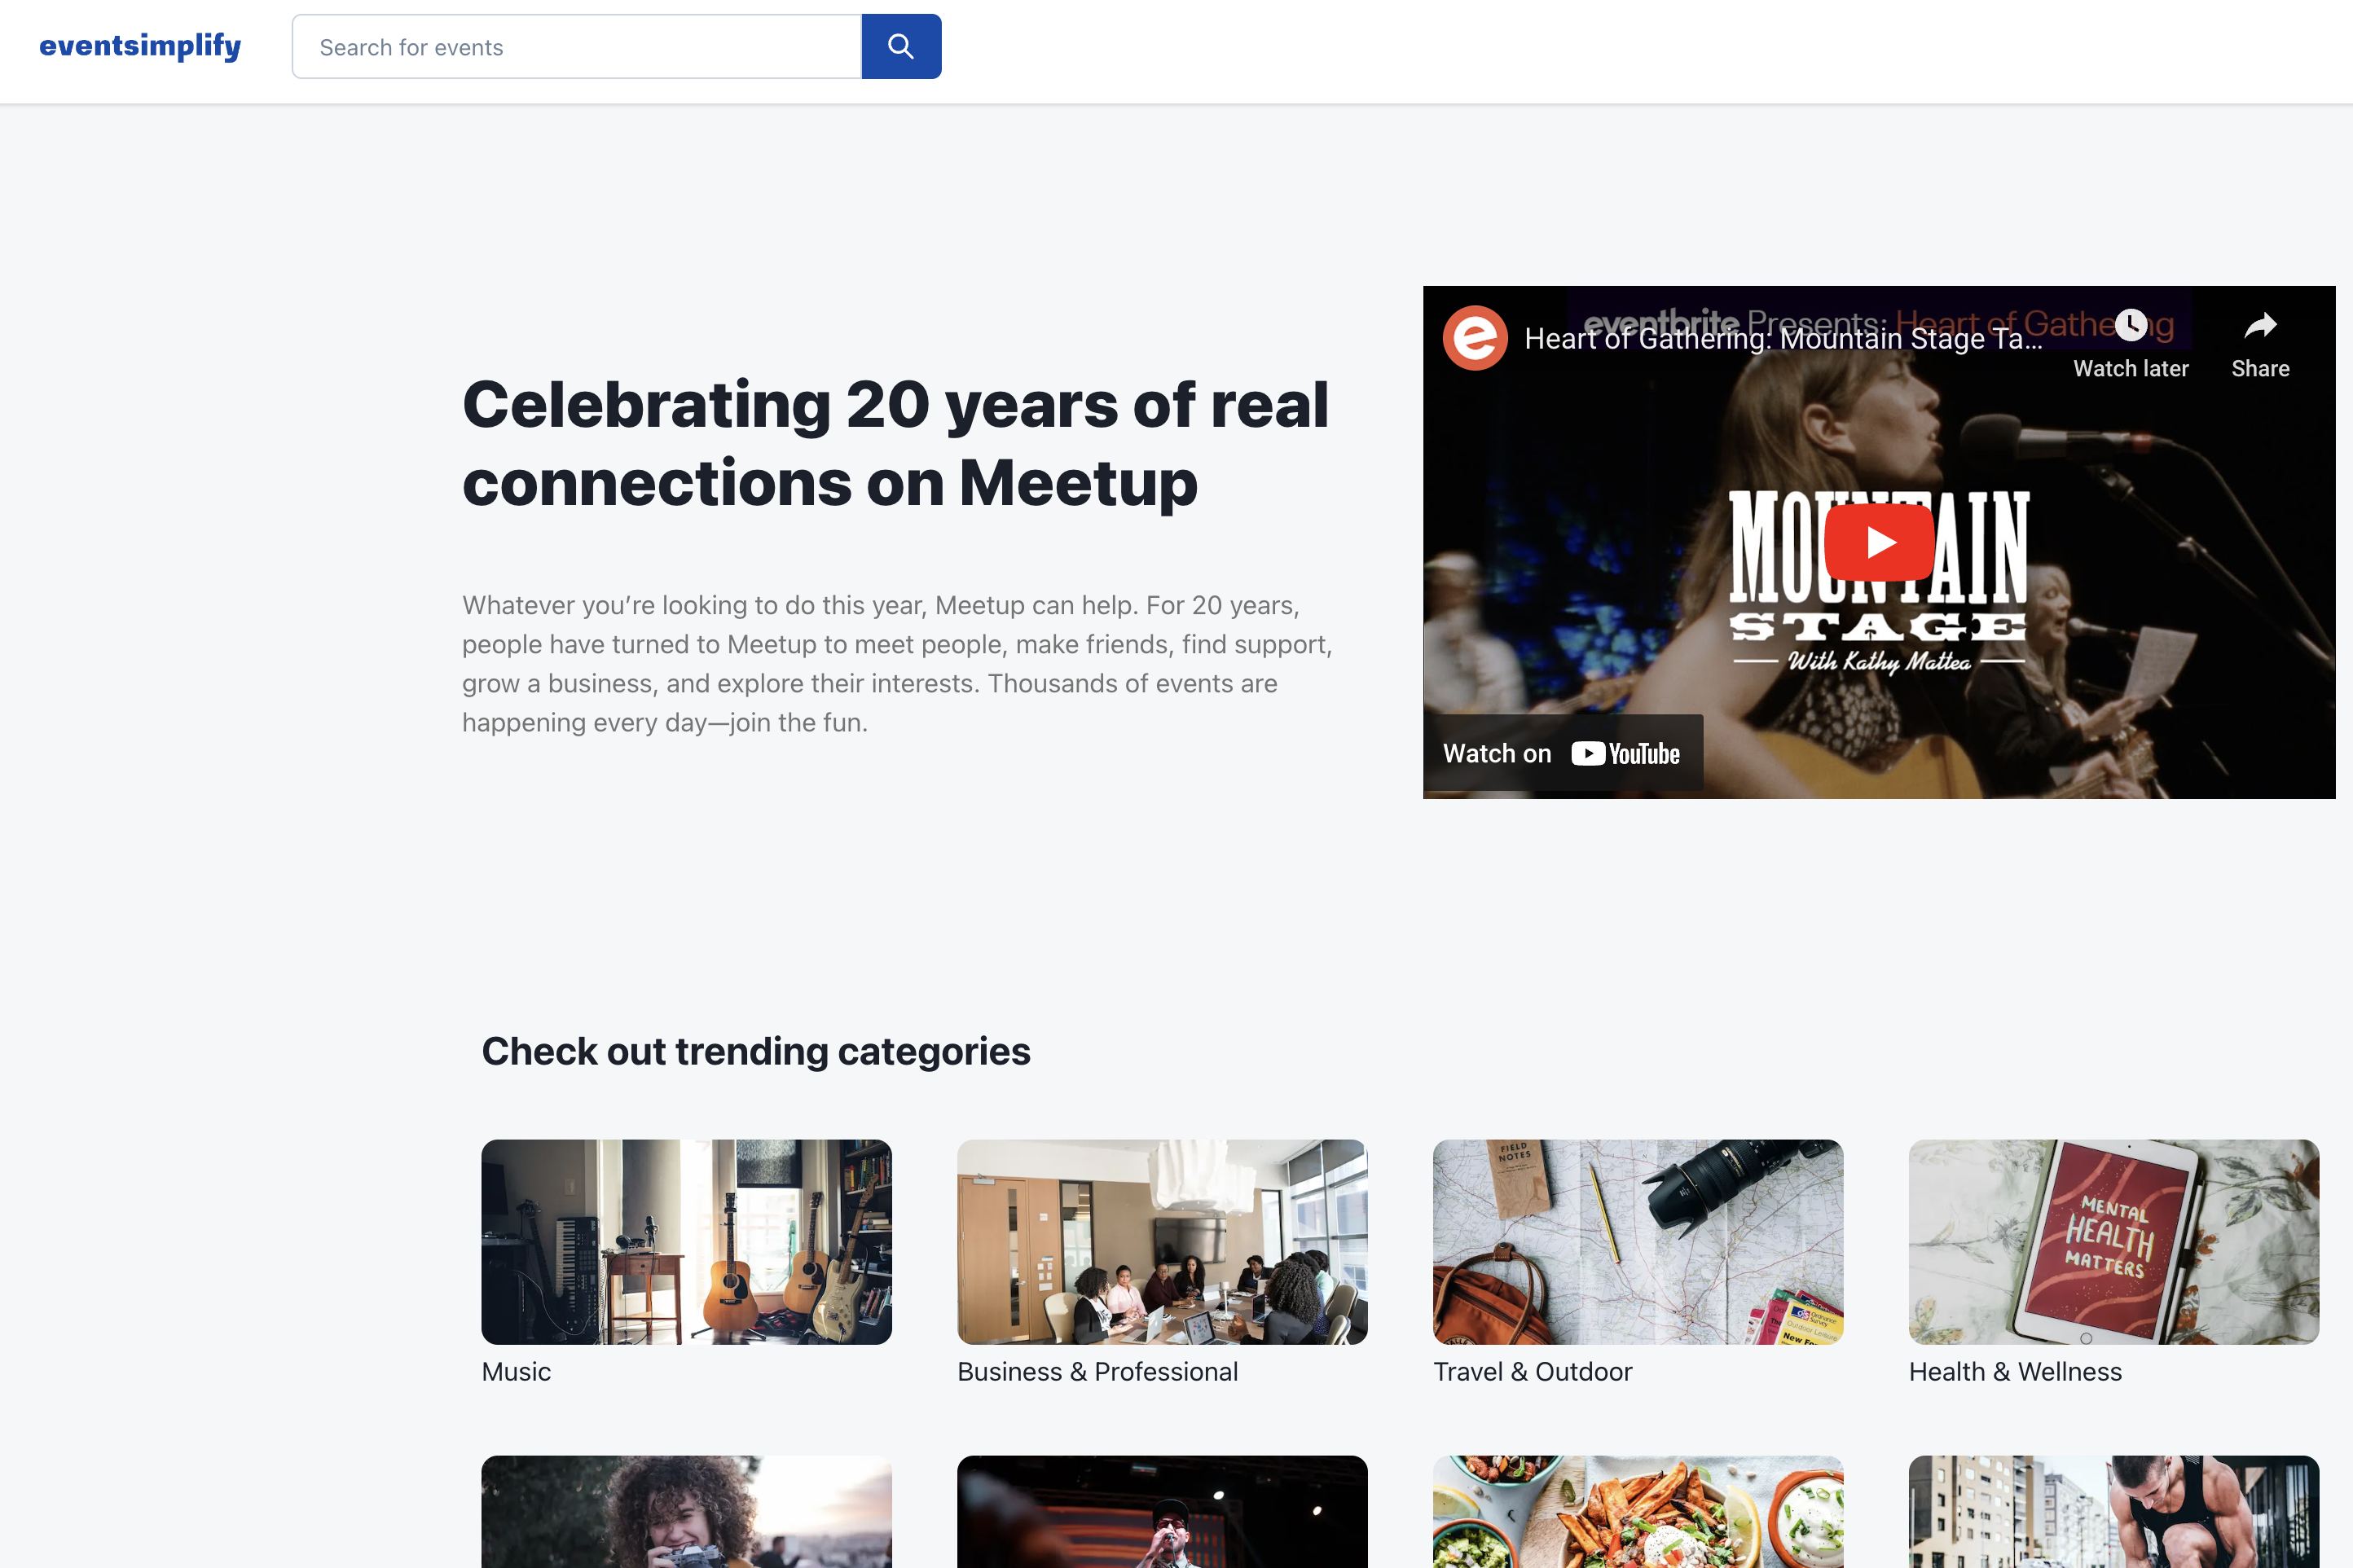 eventsimplify
Search for events
Celebrating 20 years of real
connections on Meetup
Whatever you’re looking to do this year, Meetup can help. For 20 years,
people have turned to Meetup to meet people, make friends, find support,
grow a business, and explore their interests. Thousands of events are
happening every day—join the fun.
eventbrite Presents: Heart of Gathering
Heart of Gathering: Mountain Stage Ta...
Watch later
Share
MOUNTAIN
STAGE
With Kathy Mattea
Watch on YouTube
Check out trending categories
FIELD
NOTES
MENTAL
HEALTH
MATTERS
Ordnance
Survey
Outdoor Leisure
Music
Business & Professional
Travel & Outdoor
Health & Wellness